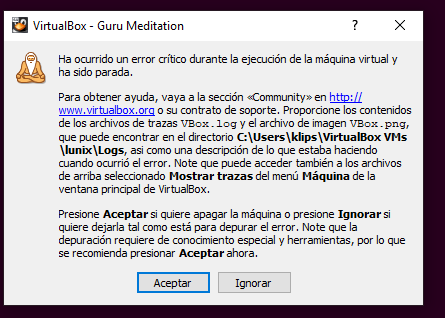 VirtualBox - Guru Meditation
?
Ha ocurrido un error crítico durante la ejecución de la máquina virtual y
ha sido parada.
Para obtener ayuda, vaya a la sección «Community» en http://
www.virtualbox.org o su contrato de soporte. Proporcione los contenidos
de los archivos de trazas VBox.log y el archivo de imagen VBox.png,
que puede encontrar en el directorio C:\Users\klips\VirtualBox VMs
\lunix\Logs, asi como una descripción de lo que estaba haciendo
cuando ocurrió el error. Note que puede acceder también a los archivos
de arriba seleccionado Mostrar trazas del menú Máquina de la
ventana principal de VirtualBox.
Presione Aceptar si quiere apagar la máquina o presione Ignorar si
quiere dejarla tal como está para depurar el error. Note que la
depuración requiere de conocimiento especial y herramientas, por lo que
se recomienda presionar Aceptar ahora.
Aceptar Ignorar